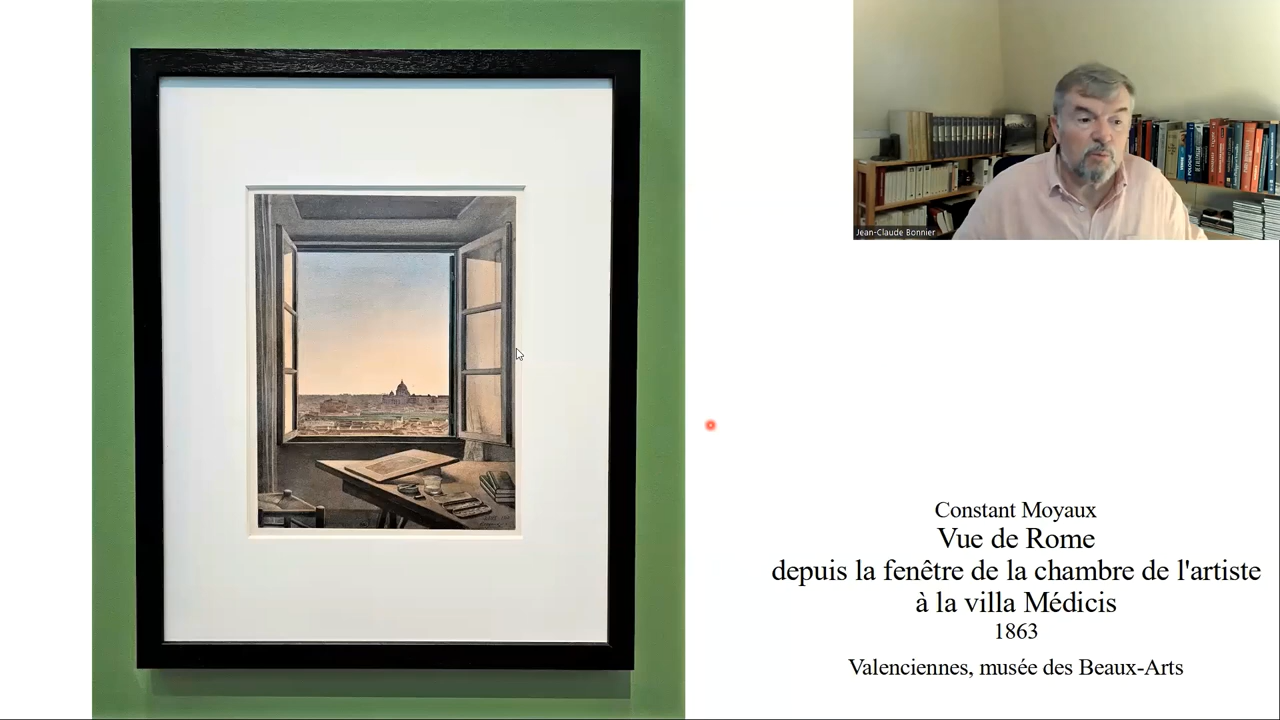 Jean-Claude Bonnier
Constant Moyaux
Vue de Rome
depuis la fenêtre de la chambre de l'artiste
à la villa Médicis
1863
Valenciennes, musée des Beaux-Arts